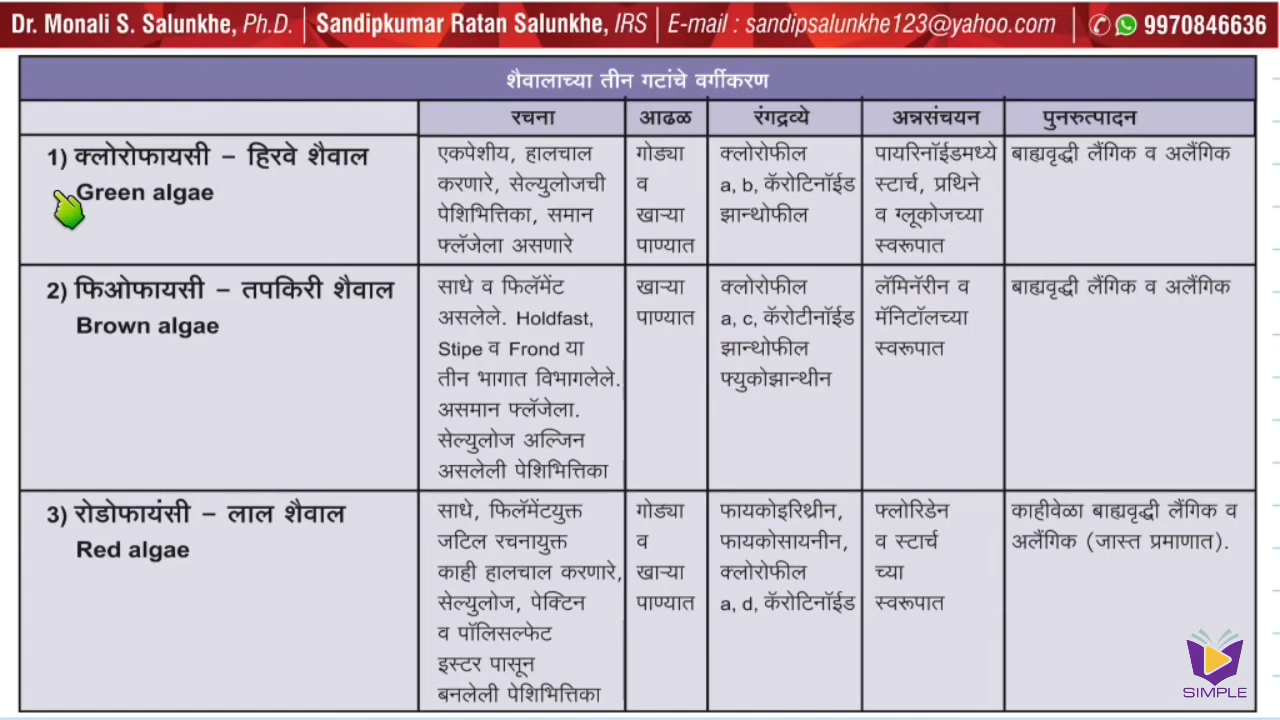 Dr. Monali S. Salunkhe, Ph.D. | Sandipkumar Ratan Salunkhe, IRS | E-mail : sandipsalunkhe123@yahoo.com | 9970846636
शैवालाच्या तीन गटांचे वर्गीकरण
रचना आढळ रंगद्रव्ये अन्नसंचयन पुनरुत्पादन
1) क्लोरोफायसी – हिरवे शैवाल
Green algae
एकपेशीय, हालचाल
करणारे, सेल्युलोजची
पेशिभित्तिका, समान
फ्लॅजेला असणारे
गोड्या
व
खाऱ्या
पाण्यात
क्लोरोफील
a, b, कॅरोटिनॉईड
झान्थोफील
पायरिनॉईडमध्ये
स्टार्च, प्रथिने
व ग्लूकोजच्या
स्वरूपात
बाह्यवृद्धी लैंगिक व अलैंगिक
2) फिओफायसी – तपकिरी शैवाल
Brown algae
साधे व फिलॅमेंट
असलेले. Holdfast,
Stipe व Frond या
तीन भागात विभागलेले.
असमान फ्लॅजेला.
सेल्युलोज अल्जिन
असलेली पेशिभित्तिका
खाऱ्या
पाण्यात
क्लोरोफील
a, c, कॅरोटीनॉईड
झान्थोफील
फ्युकोझान्थीन
लॅमिनॅरीन व
मॅनिटॉलच्या
स्वरूपात
बाह्यवृद्धी लैंगिक व अलैंगिक
3) रोडोफायंसी – लाल शैवाल
Red algae
साधे, फिलॅमेंटयुक्त
जटिल रचनायुक्त
काही हालचाल करणारे,
सेल्युलोज, पेक्टिन
व पॉलिसल्फेट
इस्टर पासून
बनलेली पेशिभित्तिका
गोड्या
व
खाऱ्या
पाण्यात
फायकोइरिथ्रीन,
फायकोसायनीन,
क्लोरोफील
a, d, कॅरोटिनॉईड
फ्लोरिडेन
व स्टार्च
च्या
स्वरूपात
काहीवेळा बाह्यवृद्धी लैंगिक व
अलैंगिक (जास्त प्रमाणात).
SIMPLE